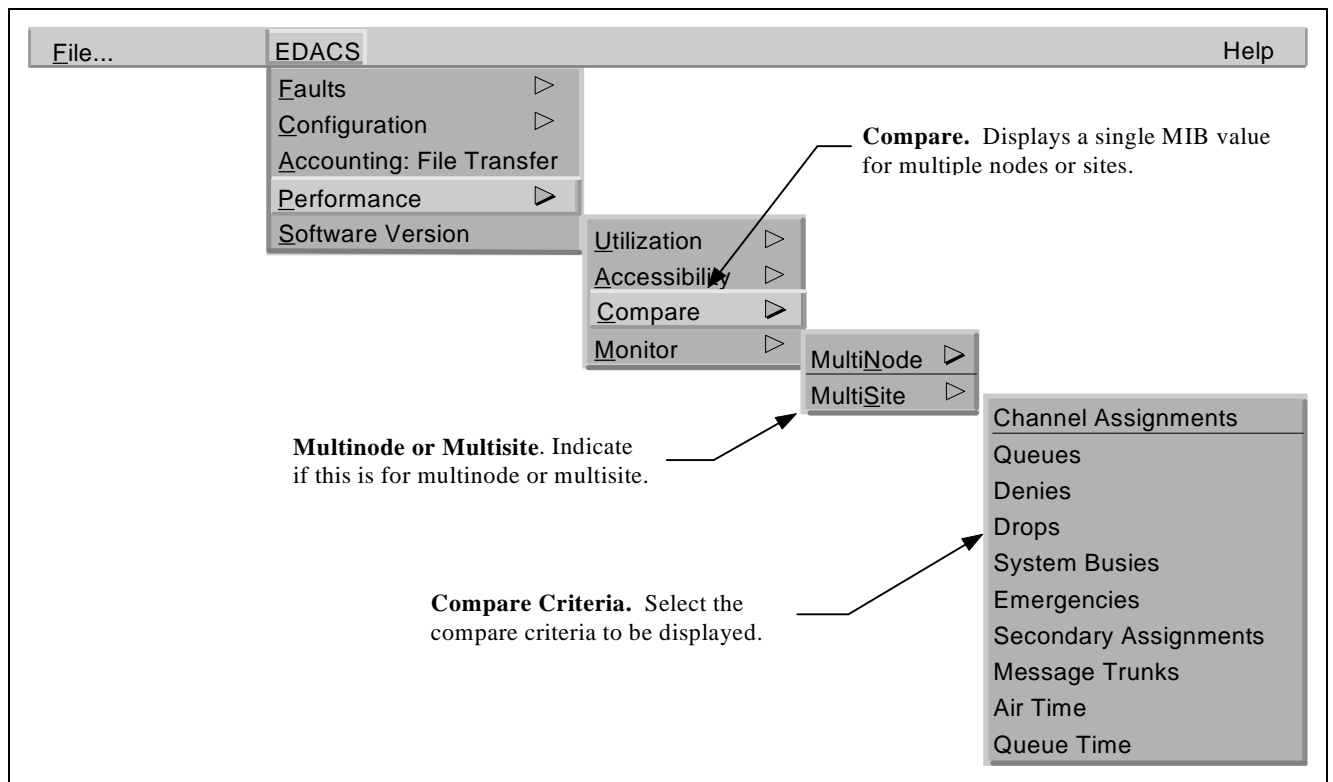 File... EDACS Help
Faults
Configuration
Accounting: File Transfer
Performance
Software Version
Compare. Displays a single MIB value
for multiple nodes or sites.
Utilization
Accessibility
Compare
Monitor
MultiNode
MultiSite
Multinode or Multisite. Indicate
if this is for multinode or multisite.
Channel Assignments
Queues
Denies
Drops
System Busies
Emergencies
Secondary Assignments
Message Trunks
Air Time
Queue Time
Compare Criteria. Select the
compare criteria to be displayed.